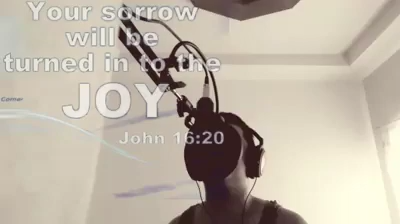 Your sorrow
will be
turned in to the
JOY
John 16:20